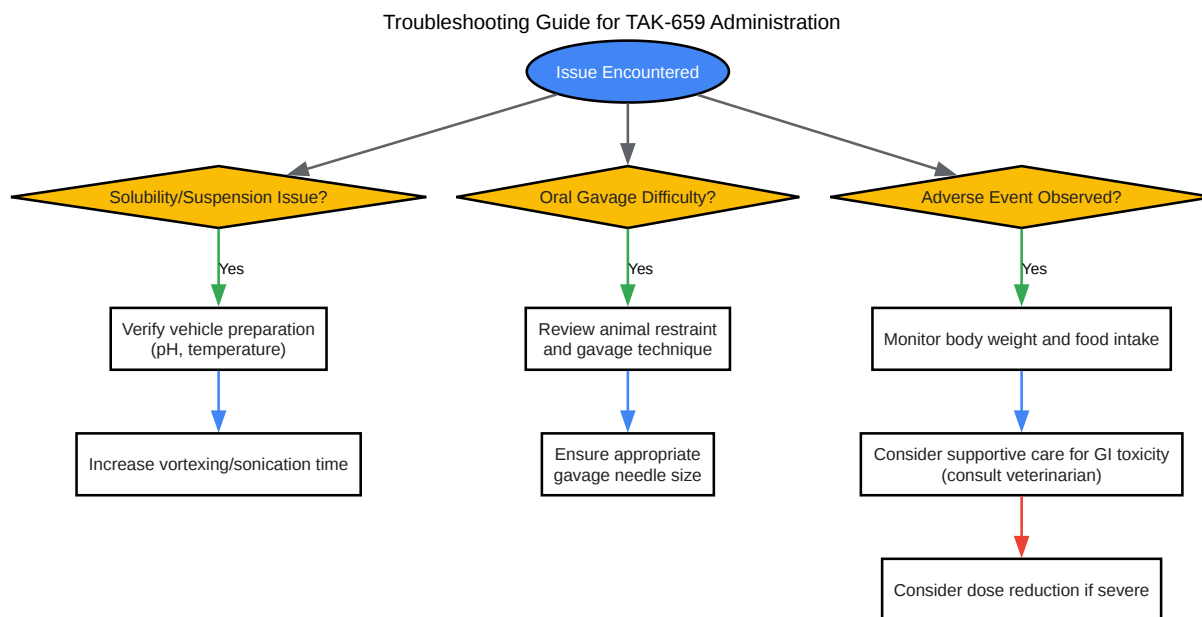 Troubleshooting Guide for TAK-659 Administration
Issue Encountered
Solubility/Suspension Issue?
Oral Gavage Difficulty?
Adverse Event Observed?
Yes
Yes
Yes
Verify vehicle preparation
(pH, temperature)
Review animal restraint
and gavage technique
Monitor body weight and food intake
Increase vortexing/sonication time
Ensure appropriate
gavage needle size
Consider supportive care for GI toxicity
(consult veterinarian)
Consider dose reduction if severe